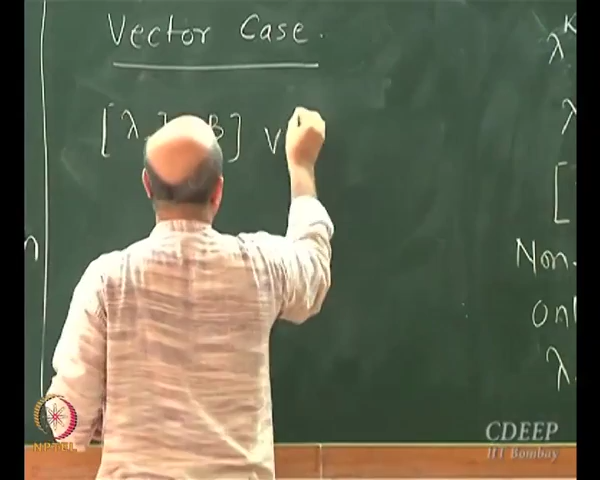 Vector Case.
[λ B] V
n
λ
λ
[
Non-
onl
λ
NPTEL
CDEEP
IIT Bombay